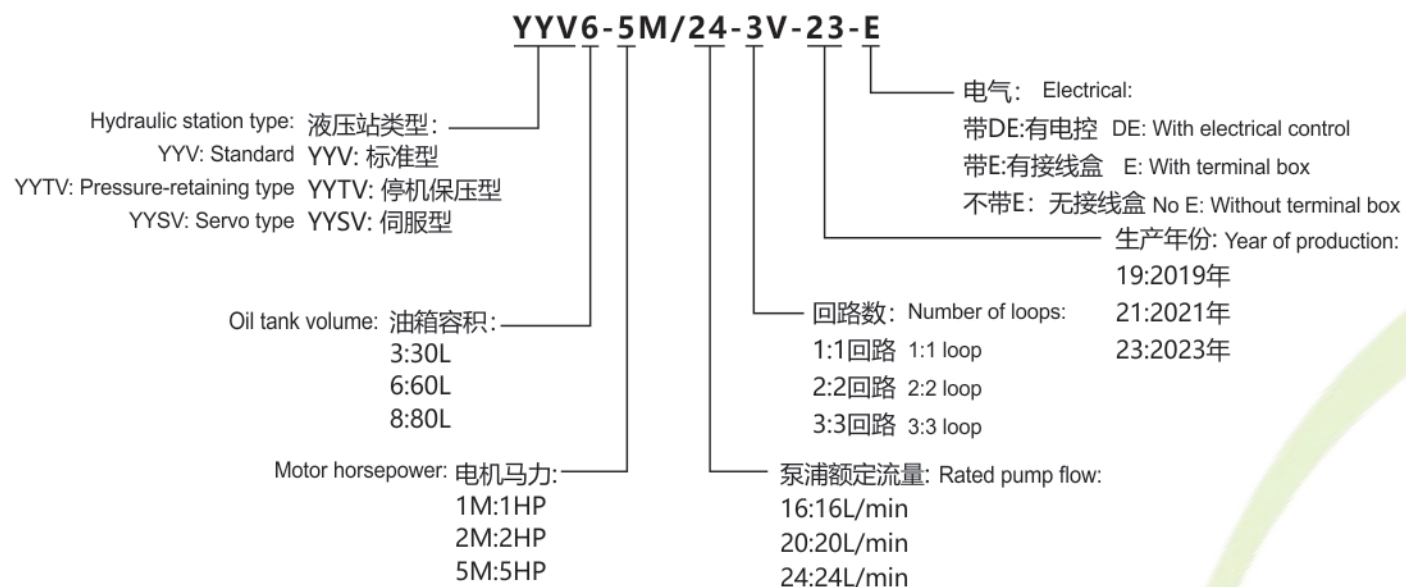 YYV6-5M/24-3V-23-E
Hydraulic station type: 液压站类型:
YYV: Standard YYV: 标准型
YYTV: Pressure-retaining type YYTV: 停机保压型
YYSV: Servo type YYSV: 伺服型
电气: Electrical:
带DE:有电控 DE: With electrical control
带E:有接线盒 E: With terminal box
不带E: 无接线盒 No E: Without terminal box
生产年份: Year of production:
19:2019年
21:2021年
23:2023年
Oil tank volume: 油箱容积:
3:30L
6:60L
8:80L
回路数: Number of loops:
1:1回路 1:1 loop
2:2回路 2:2 loop
3:3回路 3:3 loop
Motor horsepower: 电机马力:
1M:1HP
2M:2HP
5M:5HP
泵浦额定流量: Rated pump flow:
16:16L/min
20:20L/min
24:24L/min